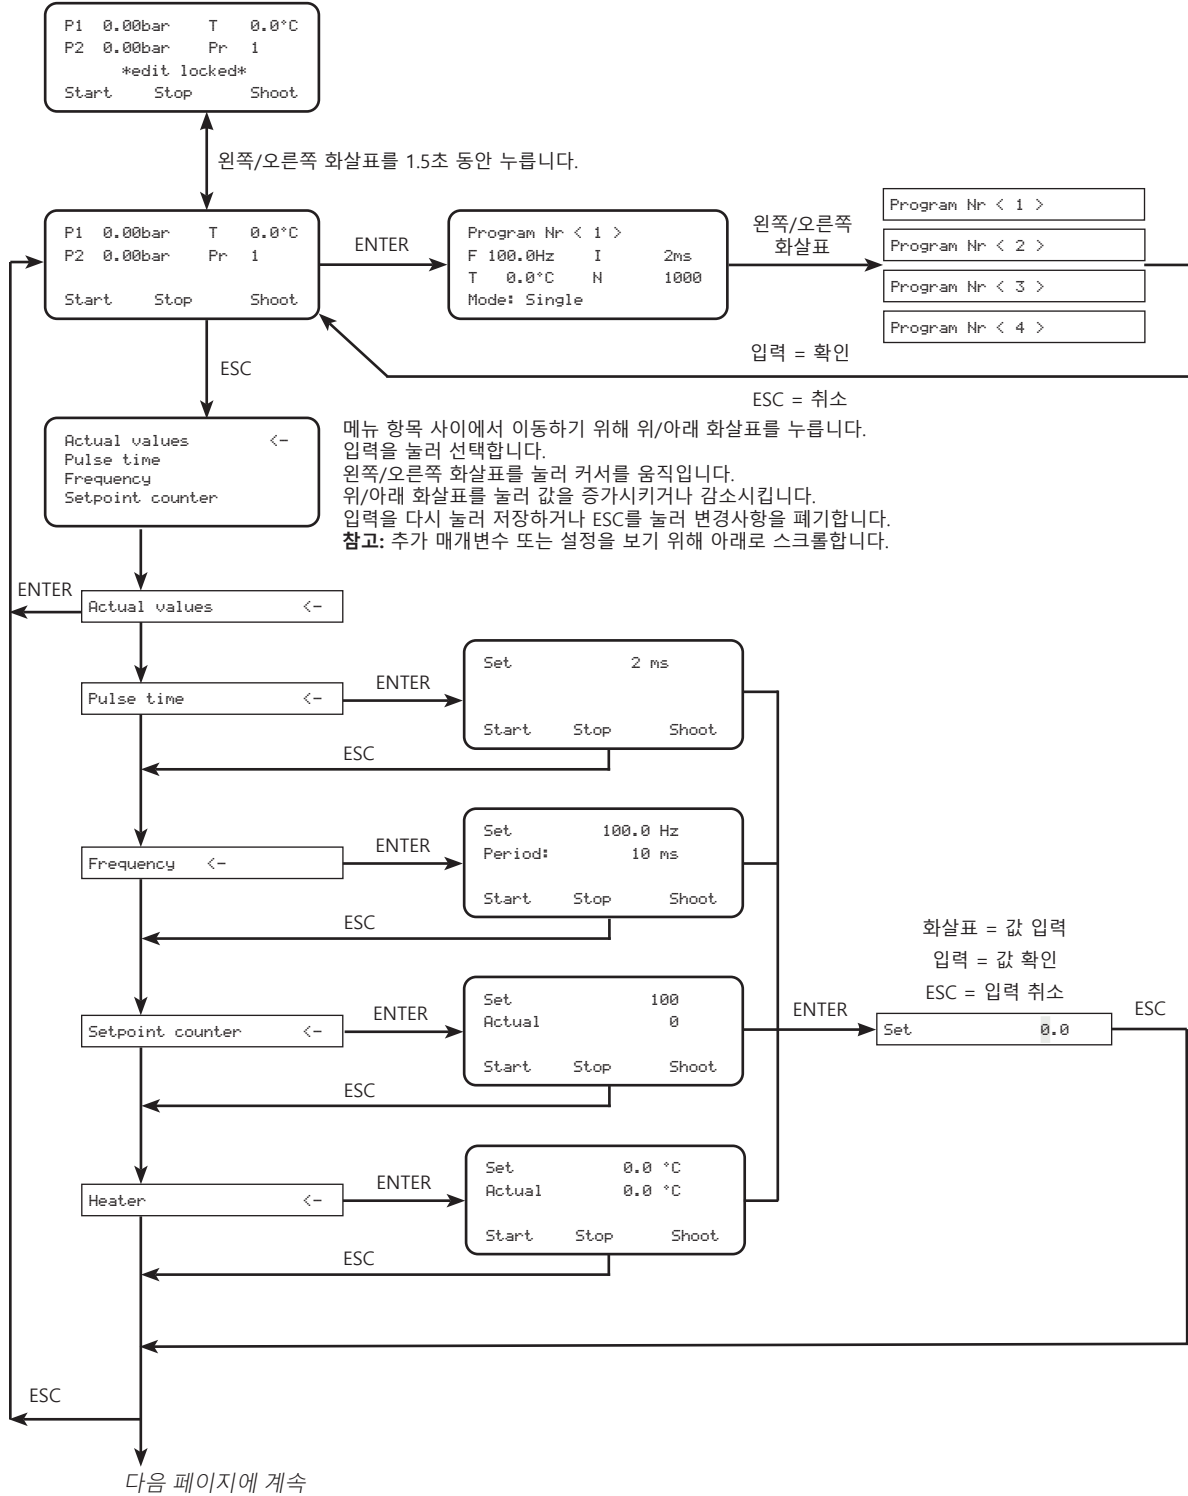 P1 0.00bar T 0.0°C
P2 0.00bar Pr 1
*edit locked*
Start Stop Shoot
왼쪽/오른쪽 화살표를 1.5초 동안 누릅니다.
P1 0.00bar T 0.0°C
P2 0.00bar Pr 1
Start Stop Shoot
ENTER
Program Nr < 1 >
F 100.0Hz I 2ms
T 0.0°C N 1000
Mode: Single
왼쪽/오른쪽
화살표
Program Nr < 1 >
Program Nr < 2 >
Program Nr < 3 >
Program Nr < 4 >
입력 = 확인
ESC = 취소
ESC
Actual values <-
Pulse time
Frequency
Setpoint counter
메뉴 항목 사이에서 이동하기 위해 위/아래 화살표를 누릅니다.
입력을 눌러 선택합니다.
왼쪽/오른쪽 화살표를 눌러 커서를 움직입니다.
위/아래 화살표를 눌러 값을 증가시키거나 감소시킵니다.
입력을 다시 눌러 저장하거나 ESC를 눌러 변경사항을 폐기합니다.
참고: 추가 매개변수 또는 설정을 보기 위해 아래로 스크롤합니다.
ENTER
Actual values <-
Pulse time <-
ENTER
Set 2 ms
Start Stop Shoot
ESC
Frequency <-
ENTER
Set 100.0 Hz
Period: 10 ms
Start Stop Shoot
ESC
Setpoint counter <-
ENTER
Set 100
Actual 0
Start Stop Shoot
ESC
ENTER
화살표 = 값 입력
입력 = 값 확인
ESC = 입력 취소
Set 0.0
ESC
Heater <-
ENTER
Set 0.0 °C
Actual 0.0 °C
Start Stop Shoot
ESC
ESC
다음 페이지에 계속